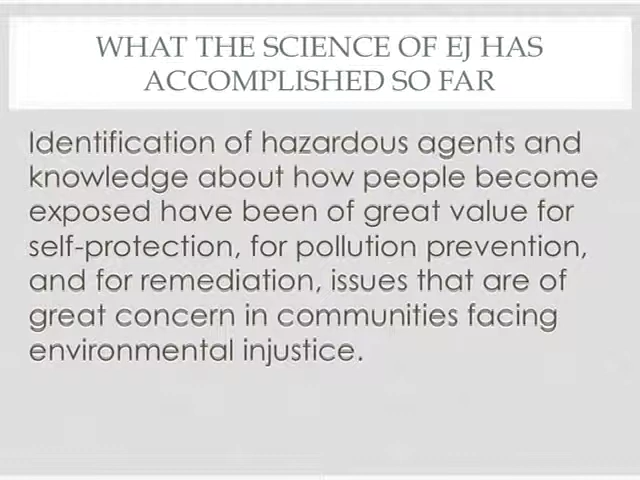 WHAT THE SCIENCE OF EJ HAS
ACCOMPLISHED SO FAR
Identification of hazardous agents and
knowledge about how people become
exposed have been of great value for
self-protection, for pollution prevention,
and for remediation, issues that are of
great concern in communities facing
environmental injustice.